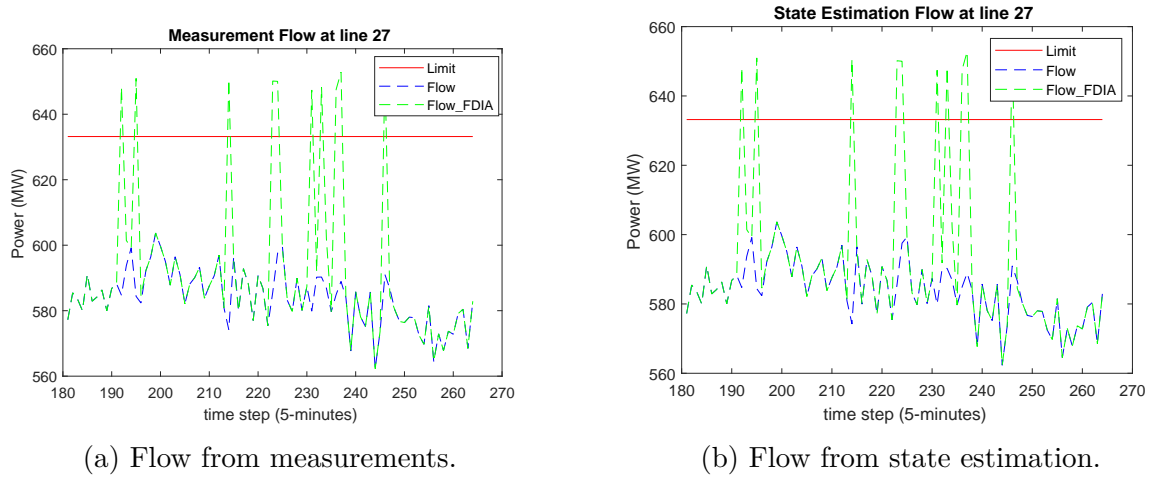 Measurement Flow at line 27
660
640
620
600
580
560
Power (MW)
180 190 200 210 220 230 240 250 260 270
time step (5-minutes)
Limit
Flow
Flow_FDIA
(a) Flow from measurements.
State Estimation Flow at line 27
660
640
620
600
580
560
Power (MW)
180 190 200 210 220 230 240 250 260 270
time step (5-minutes)
Limit
Flow
Flow_FDIA
(b) Flow from state estimation.